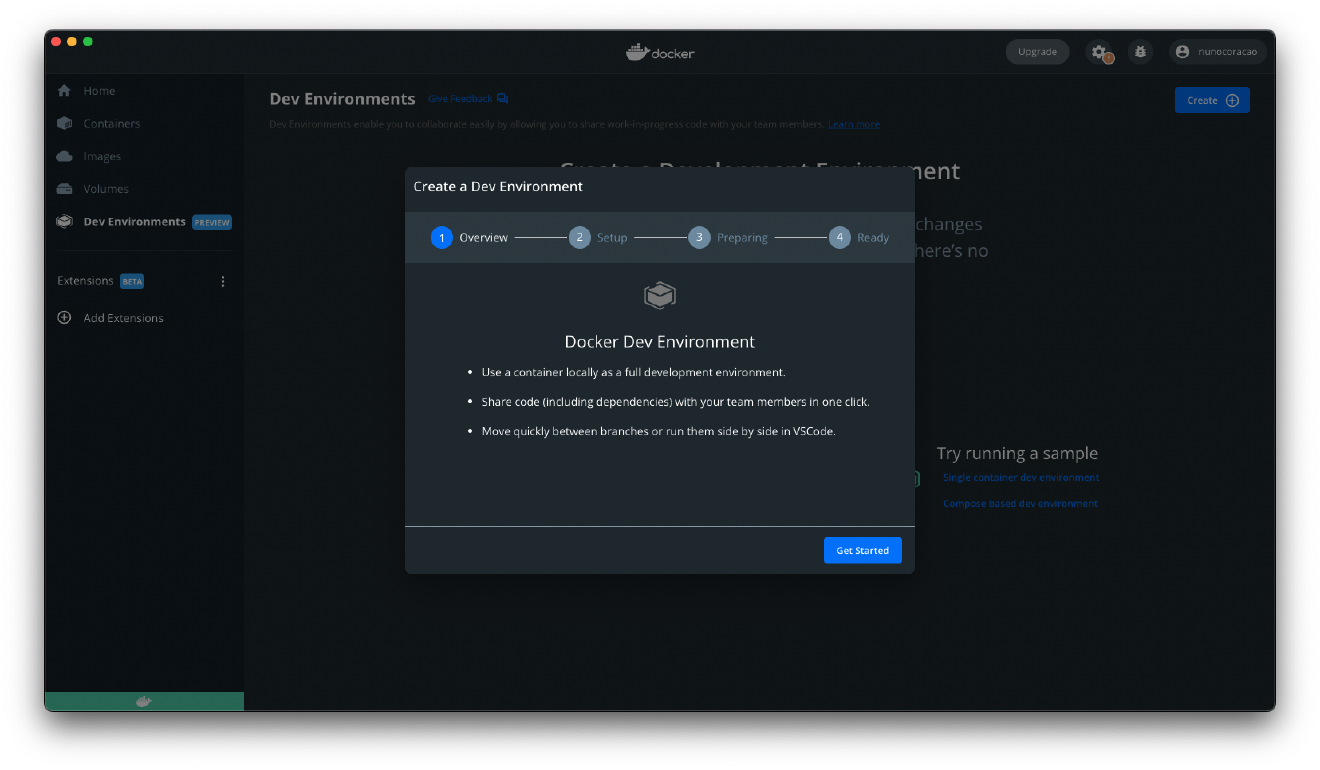 docker
Upgrade
nunocoracao
Home
Containers
Images
Volumes
Dev Environments PREVIEW
Extensions BETA
Add Extensions
Dev Environments Give Feedback
Create
Dev Environments enable you to collaborate easily by allowing you to share work-in-progress code with your team members. Learn more
Create a Development Environment
changes
here's no
Create a Dev Environment
1 Overview 2 Setup 3 Preparing 4 Ready
Docker Dev Environment
• Use a container locally as a full development environment.
• Share code (including dependencies) with your team members in one click.
• Move quickly between branches or run them side by side in VSCode.
Get Started
Try running a sample
Single container dev environment
Compose based dev environment